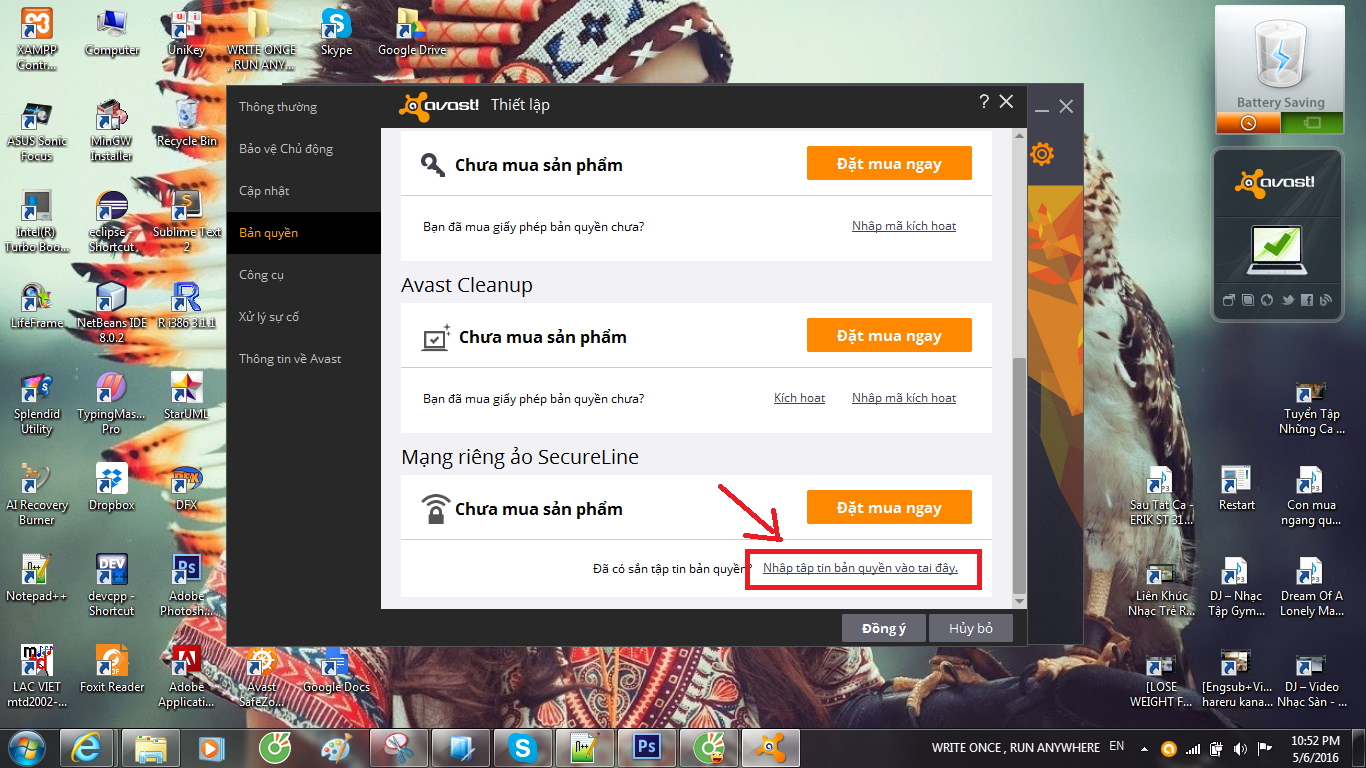 XAMPP
Contr...
Computer
UniKey
WRITE ONCE
, RUN ANY...
Skype
Google Drive
ASUS Sonic
Focus
MinGW
Installer
Recycle Bin
Intel(R)
Turbo Boo...
eclipse -
Shortcut
Sublime Text
2
LifeFrame
NetBeans IDE
8.0.2
R i386 3.1.1
Splendid
Utility
TypingMas...
Pro
StarUML
AI Recovery
Burner
Dropbox
DFX
Notepad++
devcpp -
Shortcut
Adobe
Photosh...
LAC VIET
mtd2002-...
Foxit Reader
Adobe
Applicati...
Avast
SafeZo...
Google Docs
avast!
Thiết lập
?
Thông thường
Bảo vệ Chủ động
Cập nhật
Bản quyền
Công cụ
Xử lý sự cố
Thông tin về Avast
Chưa mua sản phẩm
Đặt mua ngay
Bạn đã mua giấy phép bản quyền chưa?
Nhập mã kích hoạt
Avast Cleanup
Chưa mua sản phẩm
Đặt mua ngay
Bạn đã mua giấy phép bản quyền chưa?
Kích hoạt
Nhập mã kích hoạt
Mạng riêng ảo SecureLine
Chưa mua sản phẩm
Đặt mua ngay
Đã có sẵn tập tin bản quyền?
Nhập tập tin bản quyền vào tại đây.
Đồng ý
Hủy bỏ
Battery Saving
avast!
Tuyển Tập
Những Ca ...
Sau Tat Ca -
ERIK ST 31...
Restart
Con mua
ngang qu...
Liên Khúc
Nhạc Trẻ R...
DJ – Nhạc
Tập Gym...
Dream Of A
Lonely Ma...
[LOSE
WEIGHT F...
[Engsub+Vi...
hareru kana...
DJ – Video
Nhạc Sàn - ...
WRITE ONCE , RUN ANYWHERE
EN
10:52 PM
5/6/2016